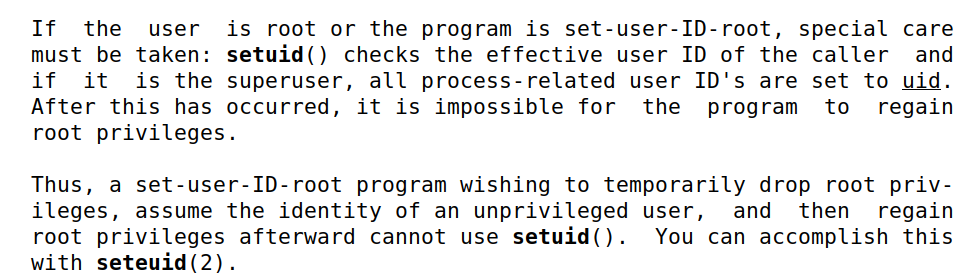 If the user is root or the program is set-user-ID-root, special care
must be taken: setuid() checks the effective user ID of the caller and
if it is the superuser, all process-related user ID's are set to uid.
After this has occurred, it is impossible for the program to regain
root privileges.

Thus, a set-user-ID-root program wishing to temporarily drop root priv-
ileges, assume the identity of an unprivileged user, and then regain
root privileges afterward cannot use setuid(). You can accomplish this
with seteuid(2).